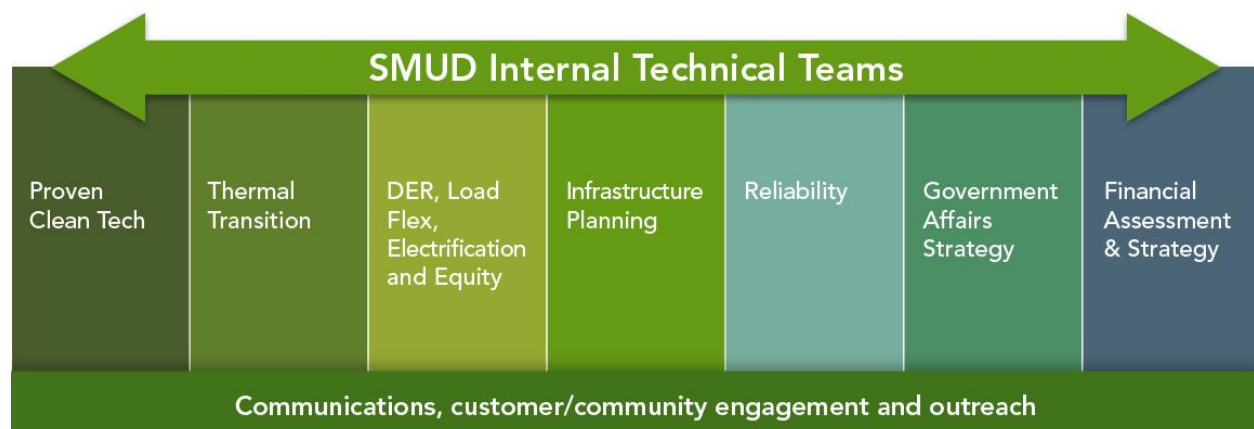 SMUD Internal Technical Teams
Proven
Clean Tech
Thermal
Transition
DER, Load
Flex,
Electrification
and Equity
Infrastructure
Planning
Reliability
Government
Affairs
Strategy
Financial
Assessment
& Strategy
Communications, customer/community engagement and outreach